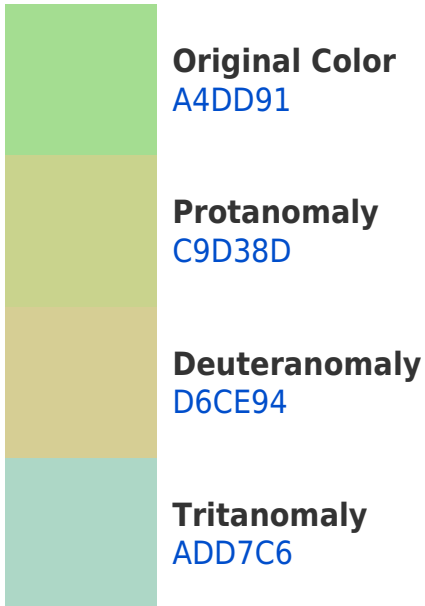 Original Color
A4DD91
Protanomaly
C9D38D
Deuteranomaly
D6CE94
Tritanomaly
ADD7C6